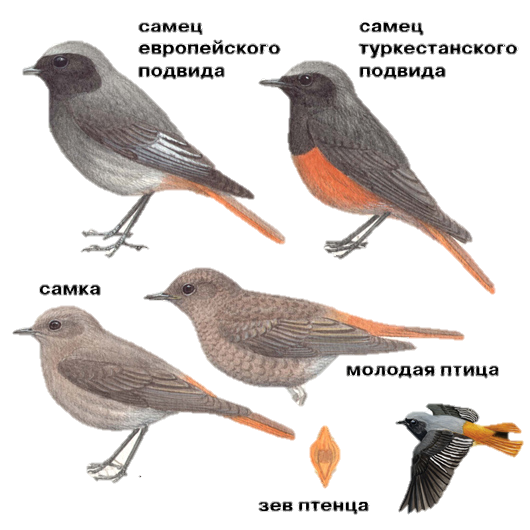 самец
европейского
подвида
самец
туркестанского
подвида
самка
молодая птица
зев птенца